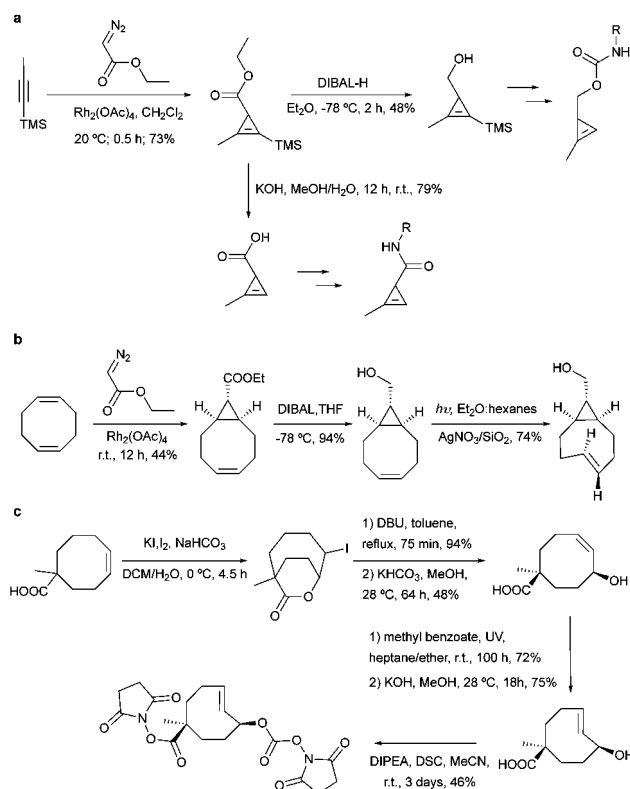 a
N₂
O
O
Rh₂(OAc)₄, CH₂Cl₂
20 ºC; 0.5 h; 73%
TMS
O
O
TMS
DIBAL-H
Et₂O, -78 ºC, 2 h, 48%
OH
TMS
R
O
NH
O
KOH, MeOH/H₂O, 12 h, r.t., 79%
OH
O
R
HN
O
b
N₂
O
O
Rh₂(OAc)₄
r.t., 12 h, 44%
COOEt
H
H
DIBAL,THF
-78 ºC, 94%
HO
H
H
hν, Et₂O:hexanes
AgNO₃/SiO₂, 74%
HO
H
H
H
H
c
HOOC
KI,I₂, NaHCO₃
DCM/H₂O, 0 ºC, 4.5 h
I
O
O
1) DBU, toluene,
reflux, 75 min, 94%
2) KHCO₃, MeOH,
28 ºC, 64 h, 48%
HOOC
OH
1) methyl benzoate, UV,
heptane/ether, r.t., 100 h, 72%
2) KOH, MeOH, 28 ºC, 18h, 75%
HOOC
OH
DIPEA, DSC, MeCN,
r.t., 3 days, 46%
O
N
O
O
O
O
O
O
O
N
O